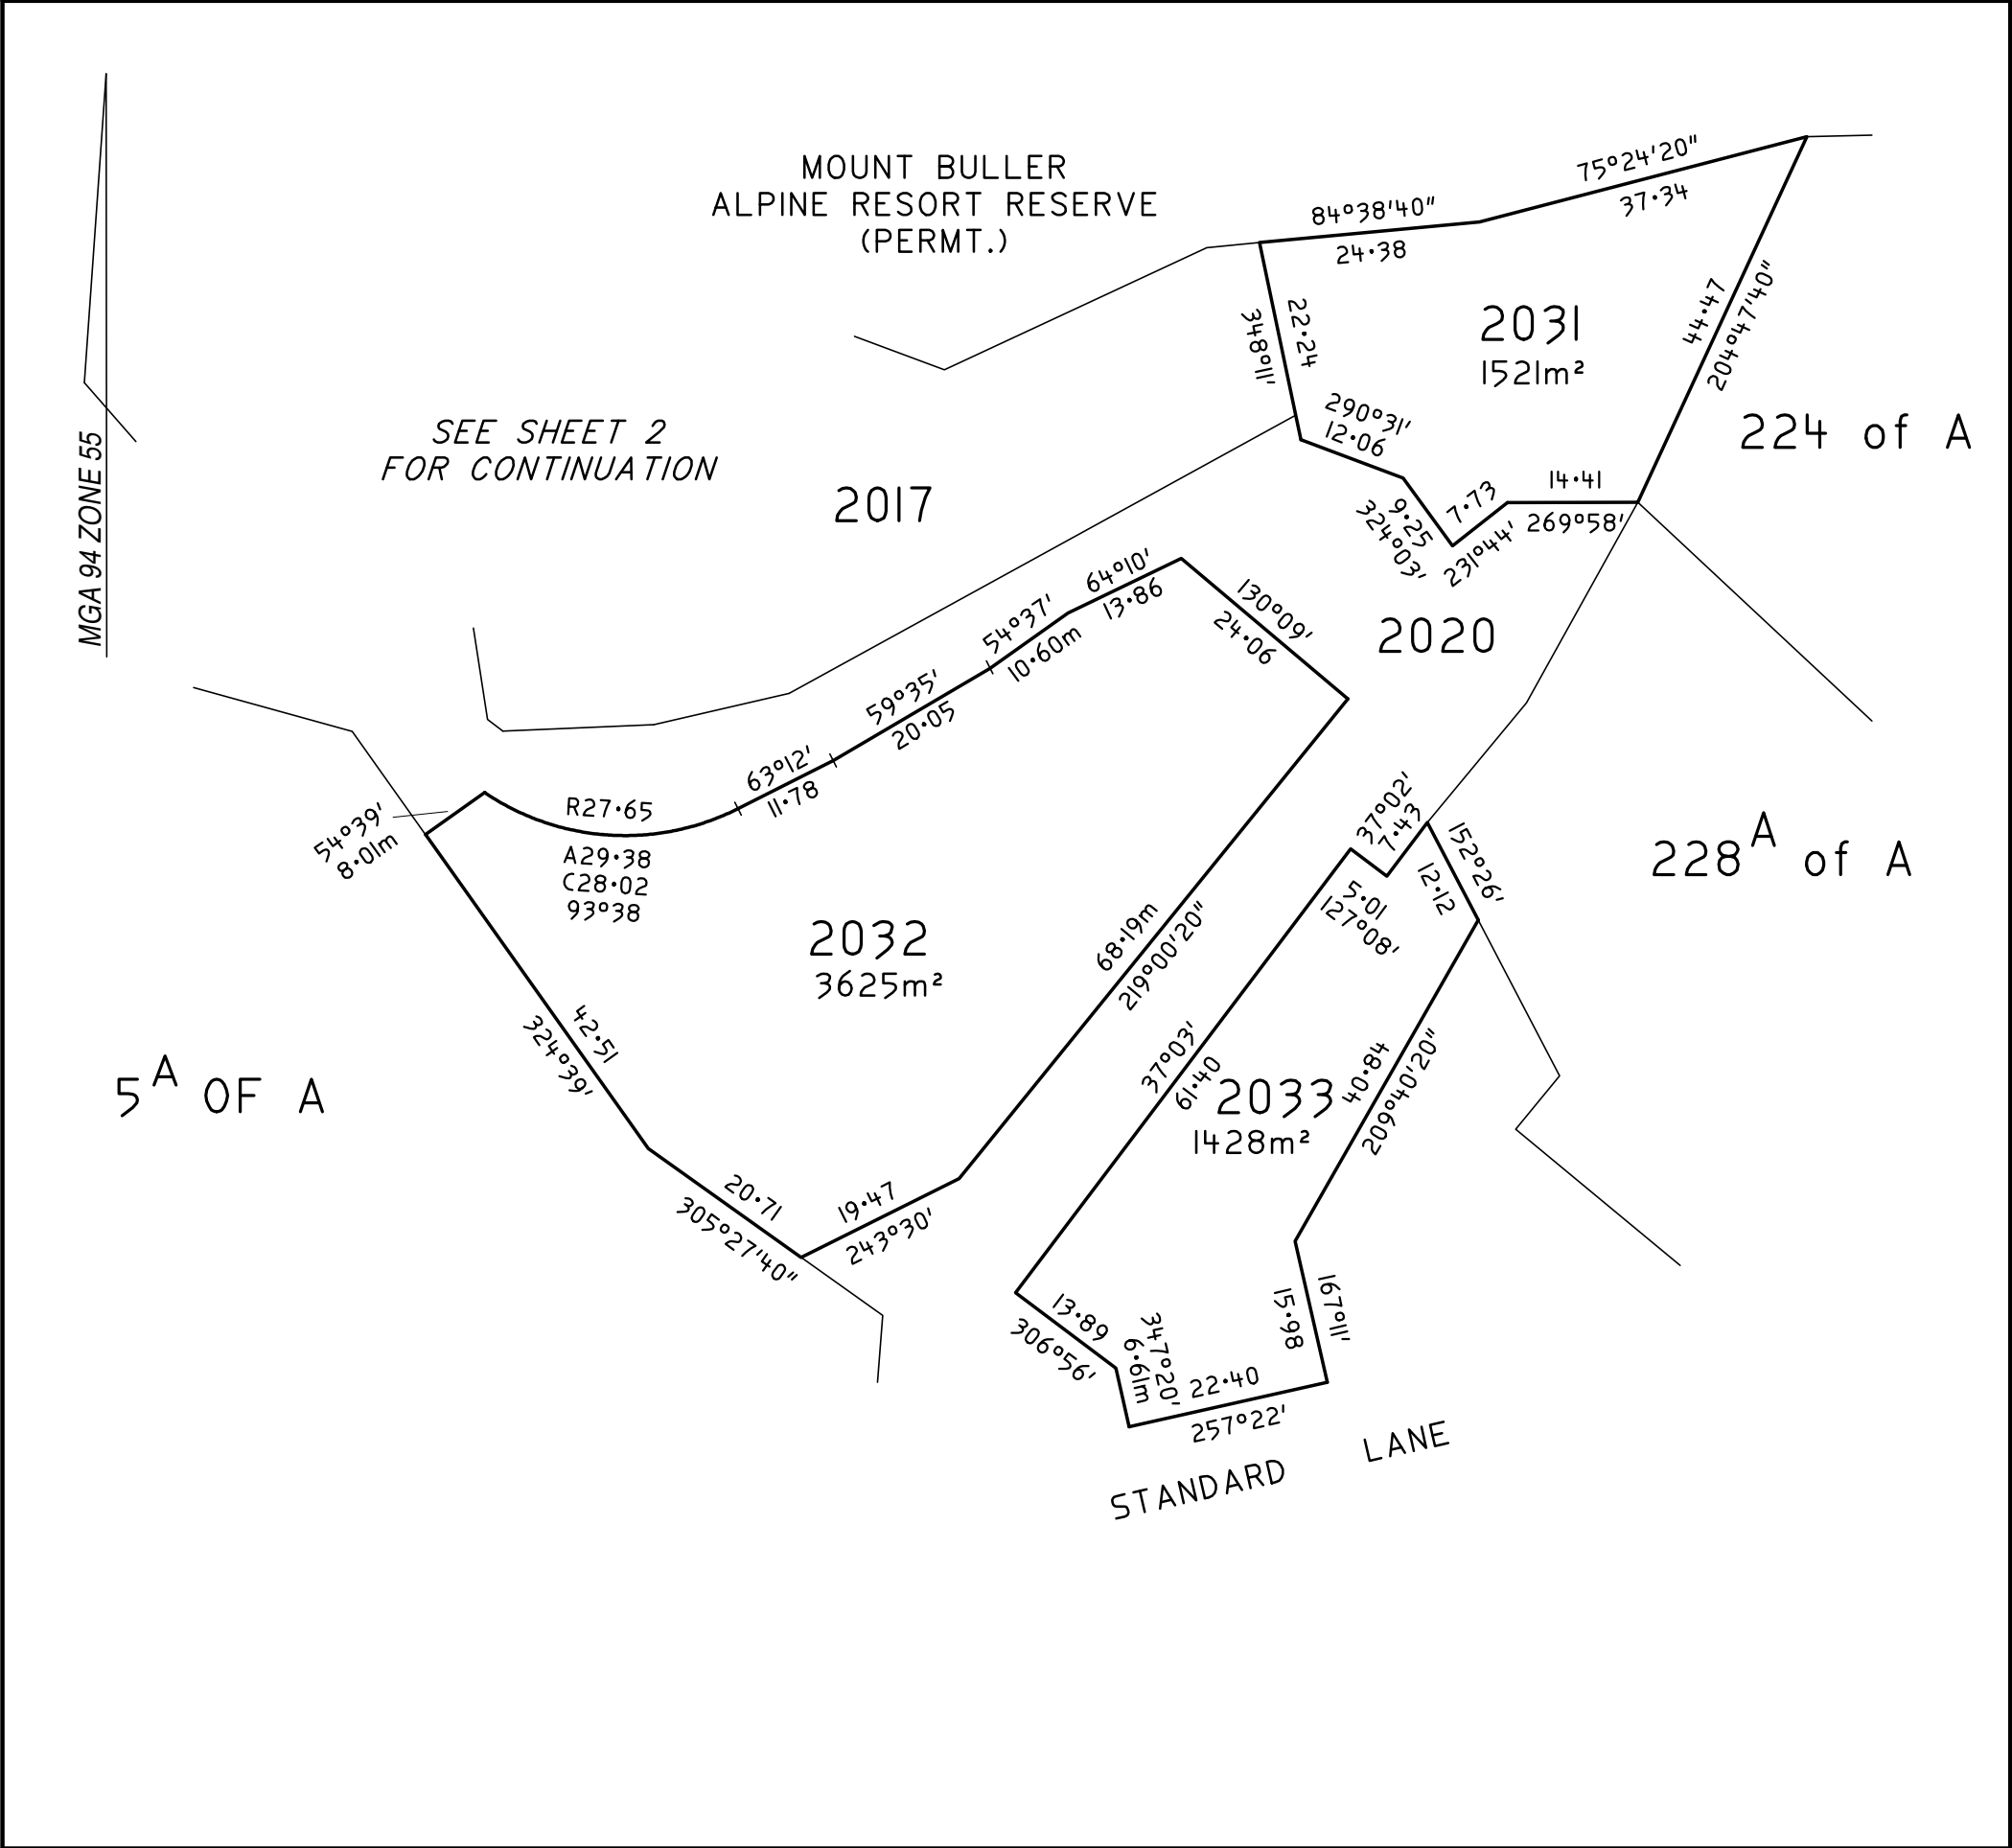 MOUNT BULLER
ALPINE RESORT RESERVE
(PERMT.)
75°24'20"
37·34
84°38'40"
24·38
22·24
348°11'
2031
1521m²
44·47
204°47'40"
290°31'
12·06
9·25
324°03'
7·73
231°44'
14·41
269°58'
224 of A
MGA 94 ZONE 55
SEE SHEET 2
FOR CONTINUATION
2017
64°10'
13·86
54°37'
10·60m
130°09'
24·06
2020
59°35'
20·05
63°12'
11·78
R27·65
A29·38
C28·02
93°38
54°39'
8·01m
2032
3625m²
68·19m
219°00'20"
37°02'
7·43
5·01
127°08'
152°26'
12·12
228A of A
42·51
324°39'
5A OF A
37°03'
61·40
2033
1428m²
40·84
209°40'20"
20·71
305°27'40"
19·47
243°30'
13·89
306°56'
347°20'
6·61m
15·98
167°11'
22·40
257°22'
STANDARD LANE